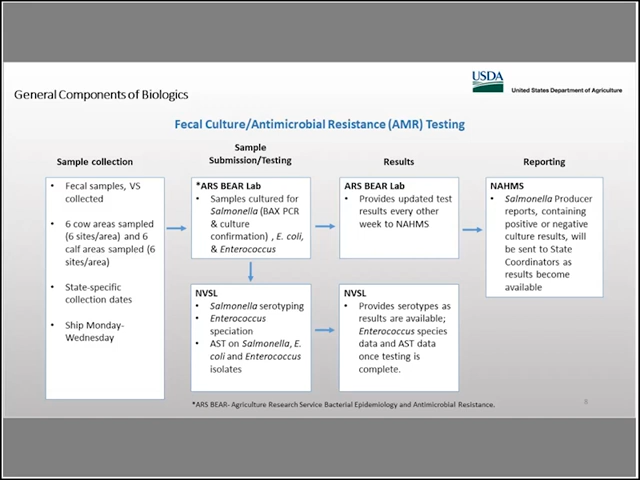 USDA
United States Department of Agriculture
General Components of Biologics
Fecal Culture/Antimicrobial Resistance (AMR) Testing
Sample collection
Sample
Submission/Testing
Results
Reporting
• Fecal samples, VS
collected
• 6 cow areas sampled
(6 sites/area) and 6
calf areas sampled (6
sites/area)
• State-specific
collection dates
• Ship Monday-
Wednesday
*ARS BEAR Lab
• Samples cultured for
Salmonella (BAX PCR
& culture
confirmation) , E. coli,
& Enterococcus
ARS BEAR Lab
• Provides updated test
results every other
week to NAHMS
NAHMS
• Salmonella Producer
reports, containing
positive or negative
culture results, will
be sent to State
Coordinators as
results become
available
NVSL
• Salmonella serotyping
• Enterococcus
speciation
• AST on Salmonella, E.
coli and Enterococcus
isolates
NVSL
• Provides serotypes as
results are available;
Enterococcus species
data and AST data
once testing is
complete.
*ARS BEAR- Agriculture Research Service Bacterial Epidemiology and Antimicrobial Resistance.
8